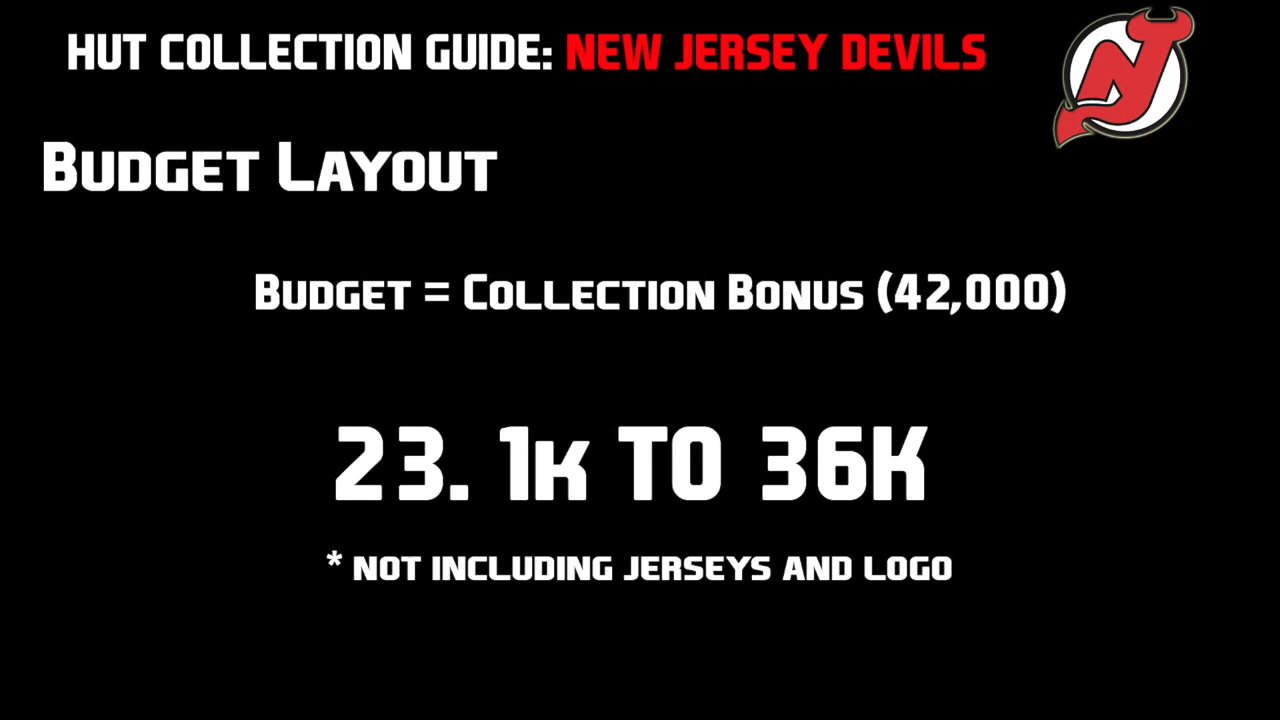 HUT COLLECTION GUIDE: NEW JERSEY DEVILS
BUDGET LAYOUT
BUDGET = COLLECTION BONUS (42,000)
23. 1K TO 36K
* NOT INCLUDING JERSEYS AND LOGO